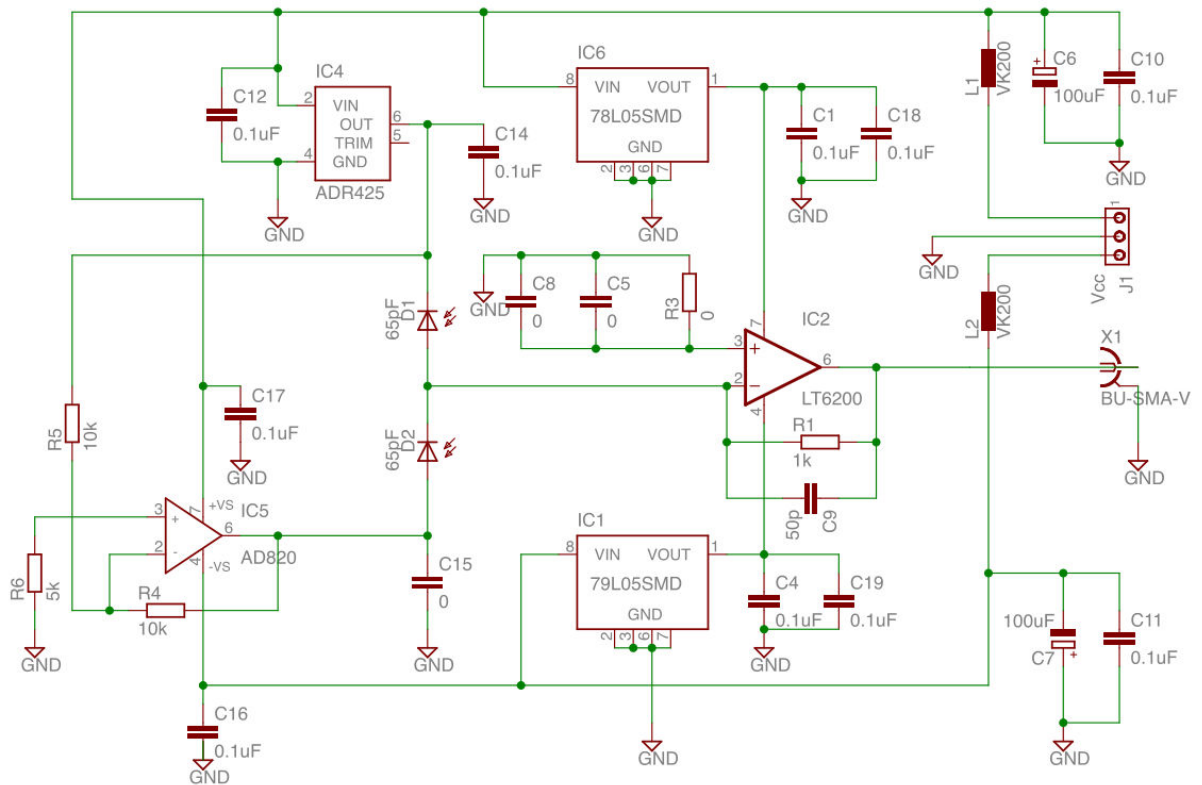 IC4
C12
0.1uF
2
VIN
OUT
TRIM
GND
4
6
5
ADR425
GND
C14
0.1uF
GND
IC6
8
VIN
VOUT
1
78L05SMD
GND
2
3
6
7
GND
C1
0.1uF
C18
0.1uF
GND
L1
VK200
C6
+
100uF
C10
0.1uF
GND
1
Vcc
J1
GND
L2
VK200
GND
C8
0
C5
0
R3
0
D1
65pF
D2
65pF
IC2
7
3
+
2
-
6
4
LT6200
R1
1k
50p
C9
X1
BU-SMA-V
GND
R5
10k
C17
0.1uF
GND
IC5
3
+
2
-
7
+VS
6
4
-VS
AD820
R6
5k
GND
R4
10k
C15
0
GND
C16
0.1uF
GND
IC1
8
VIN
VOUT
1
79L05SMD
GND
2
3
6
7
GND
C4
0.1uF
C19
0.1uF
GND
100uF
C7
+
C11
0.1uF
GND